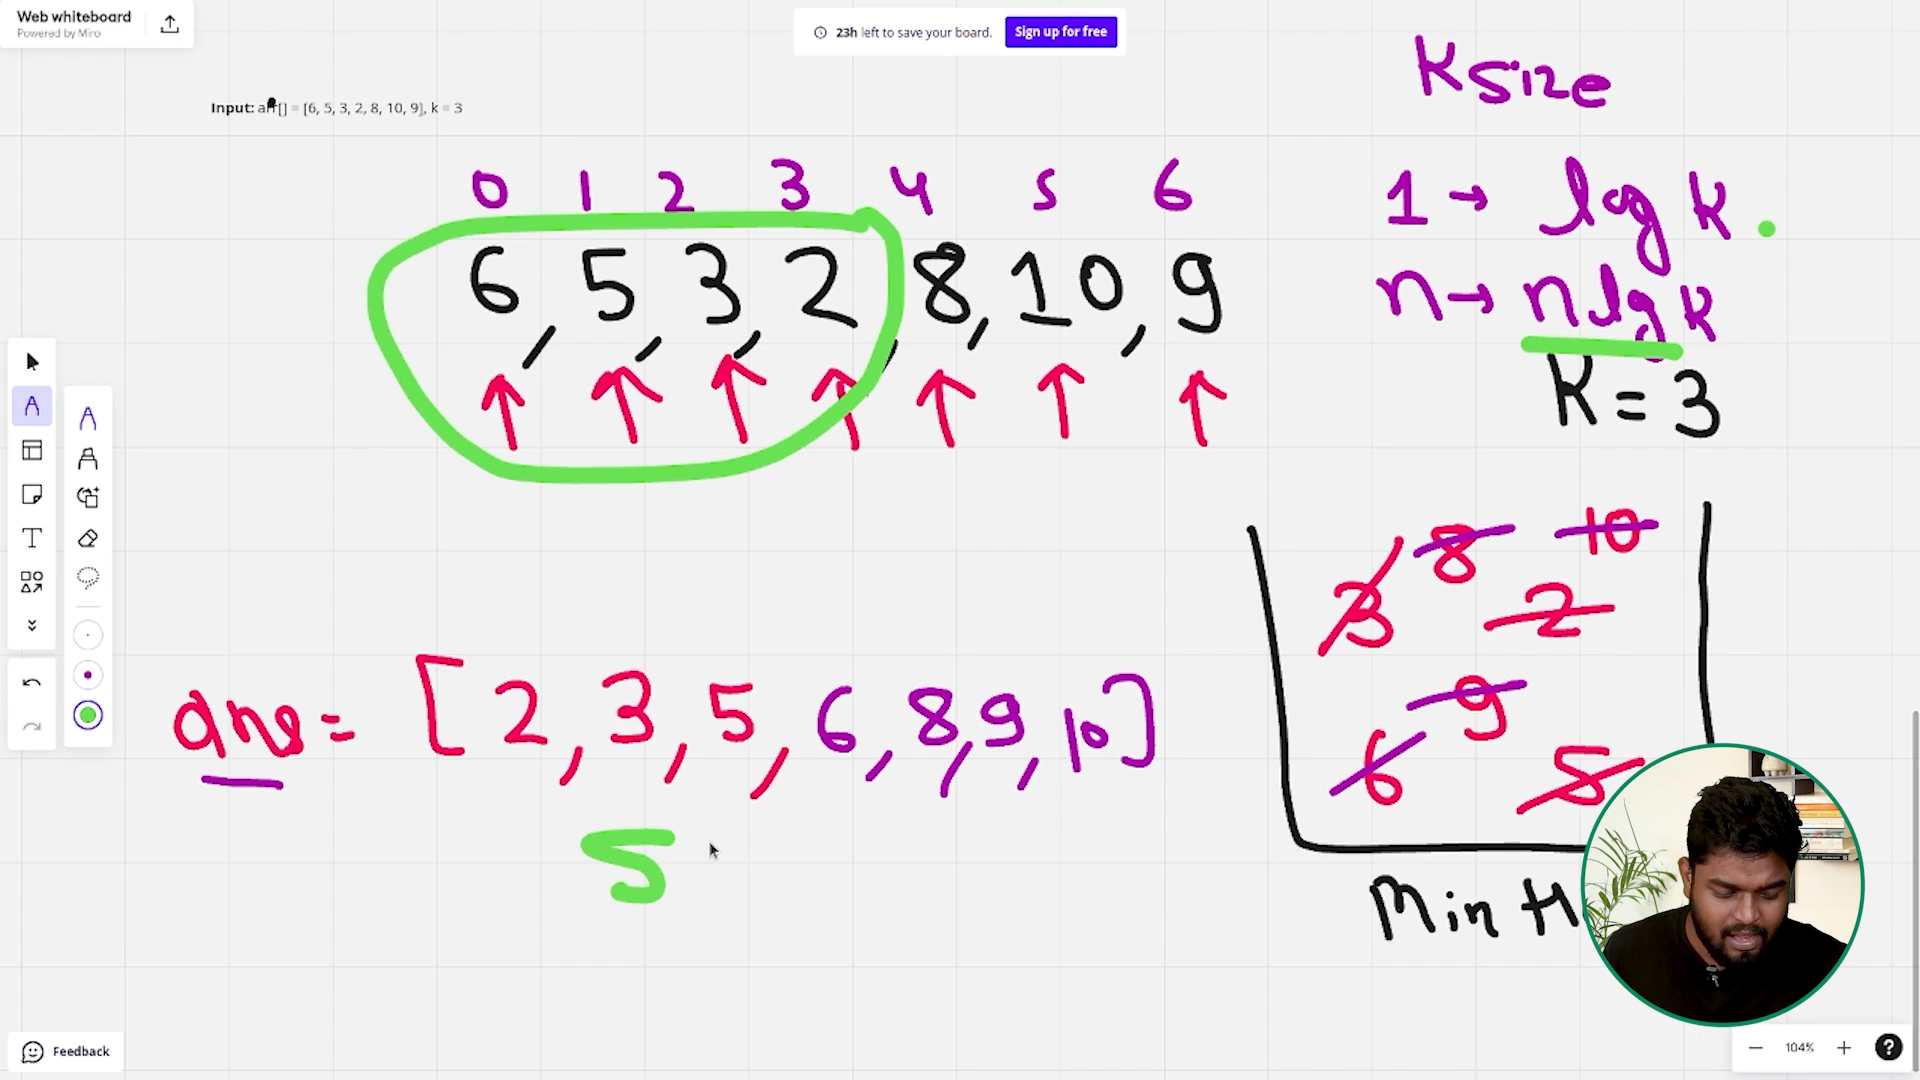 Web whiteboard
Powered by Miro
23h left to save your board.
Sign up for free
K size
Input: arr[] = [6, 5, 3, 2, 8, 10, 9], k = 3
0 1 2 3 4 5 6
1 → log K
6, 5, 3, 2, 8, 10, 9
n → n lg K
K = 3
8 10
3 2
9
6 5
ans = [2, 3, 5, 6, 8, 9, 10]
5
Min H
Feedback
104%